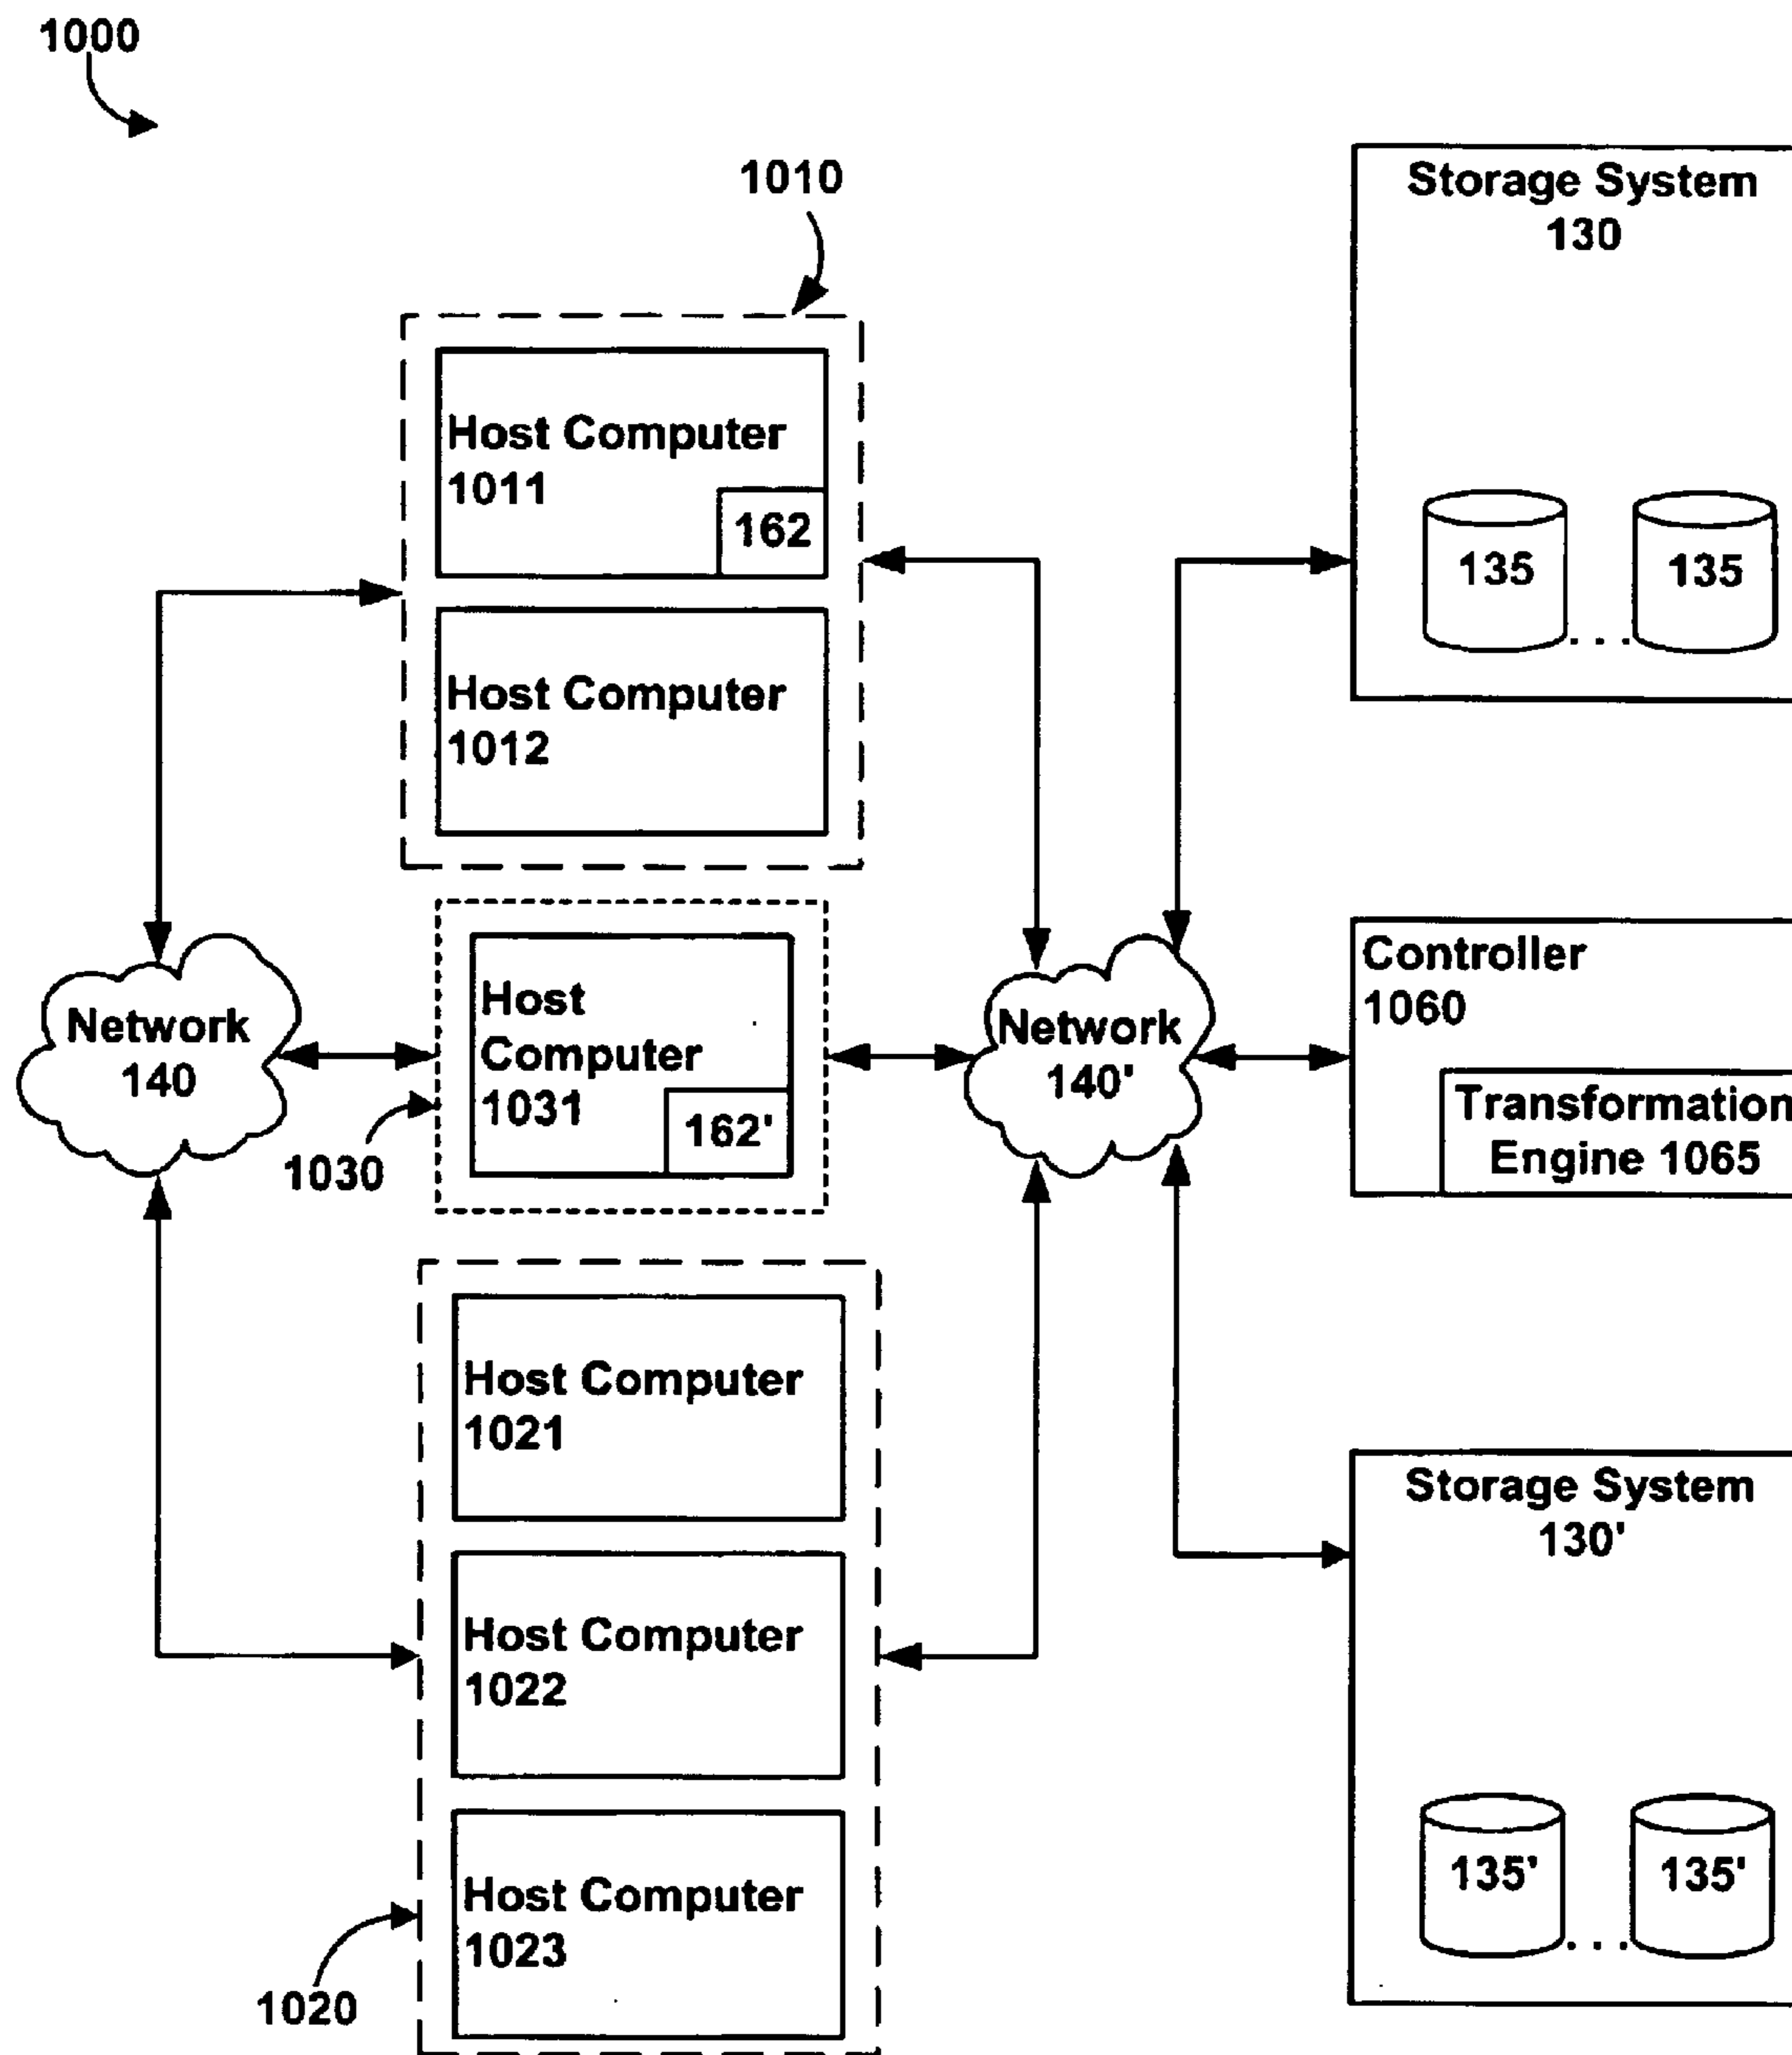 1000
1010
Storage System
130
135
135
Host Computer
1011
162
Host Computer
1012
Network
140
Host
Computer
1031
162'
1030
Network
140'
Controller
1060
Transformation
Engine 1065
Host Computer
1021
Host Computer
1022
Host Computer
1023
1020
Storage System
130'
135'
135'